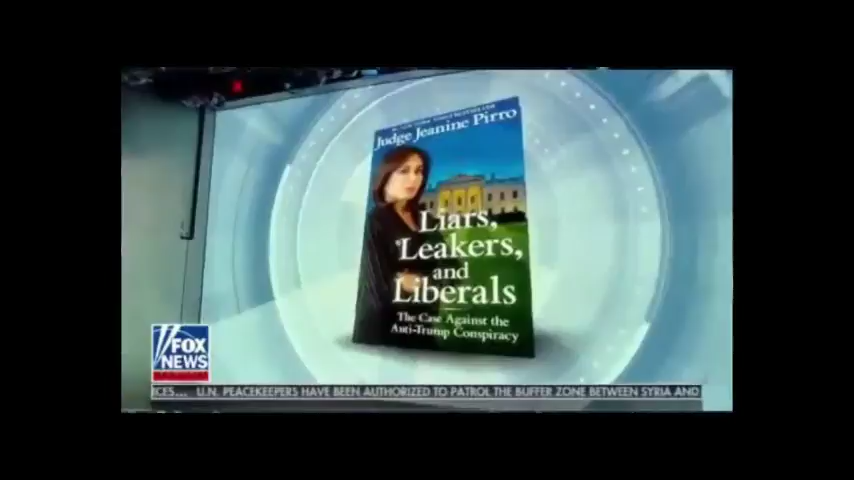 Judge Jeanine Pirro
Liars,
Leakers,
and
Liberals
The Case Against the
Anti-Trump Conspiracy
FOX
NEWS
ICES... U.N. PEACEKEEPERS HAVE BEEN AUTHORIZED TO PATROL THE BUFFER ZONE BETWEEN SYRIA AND